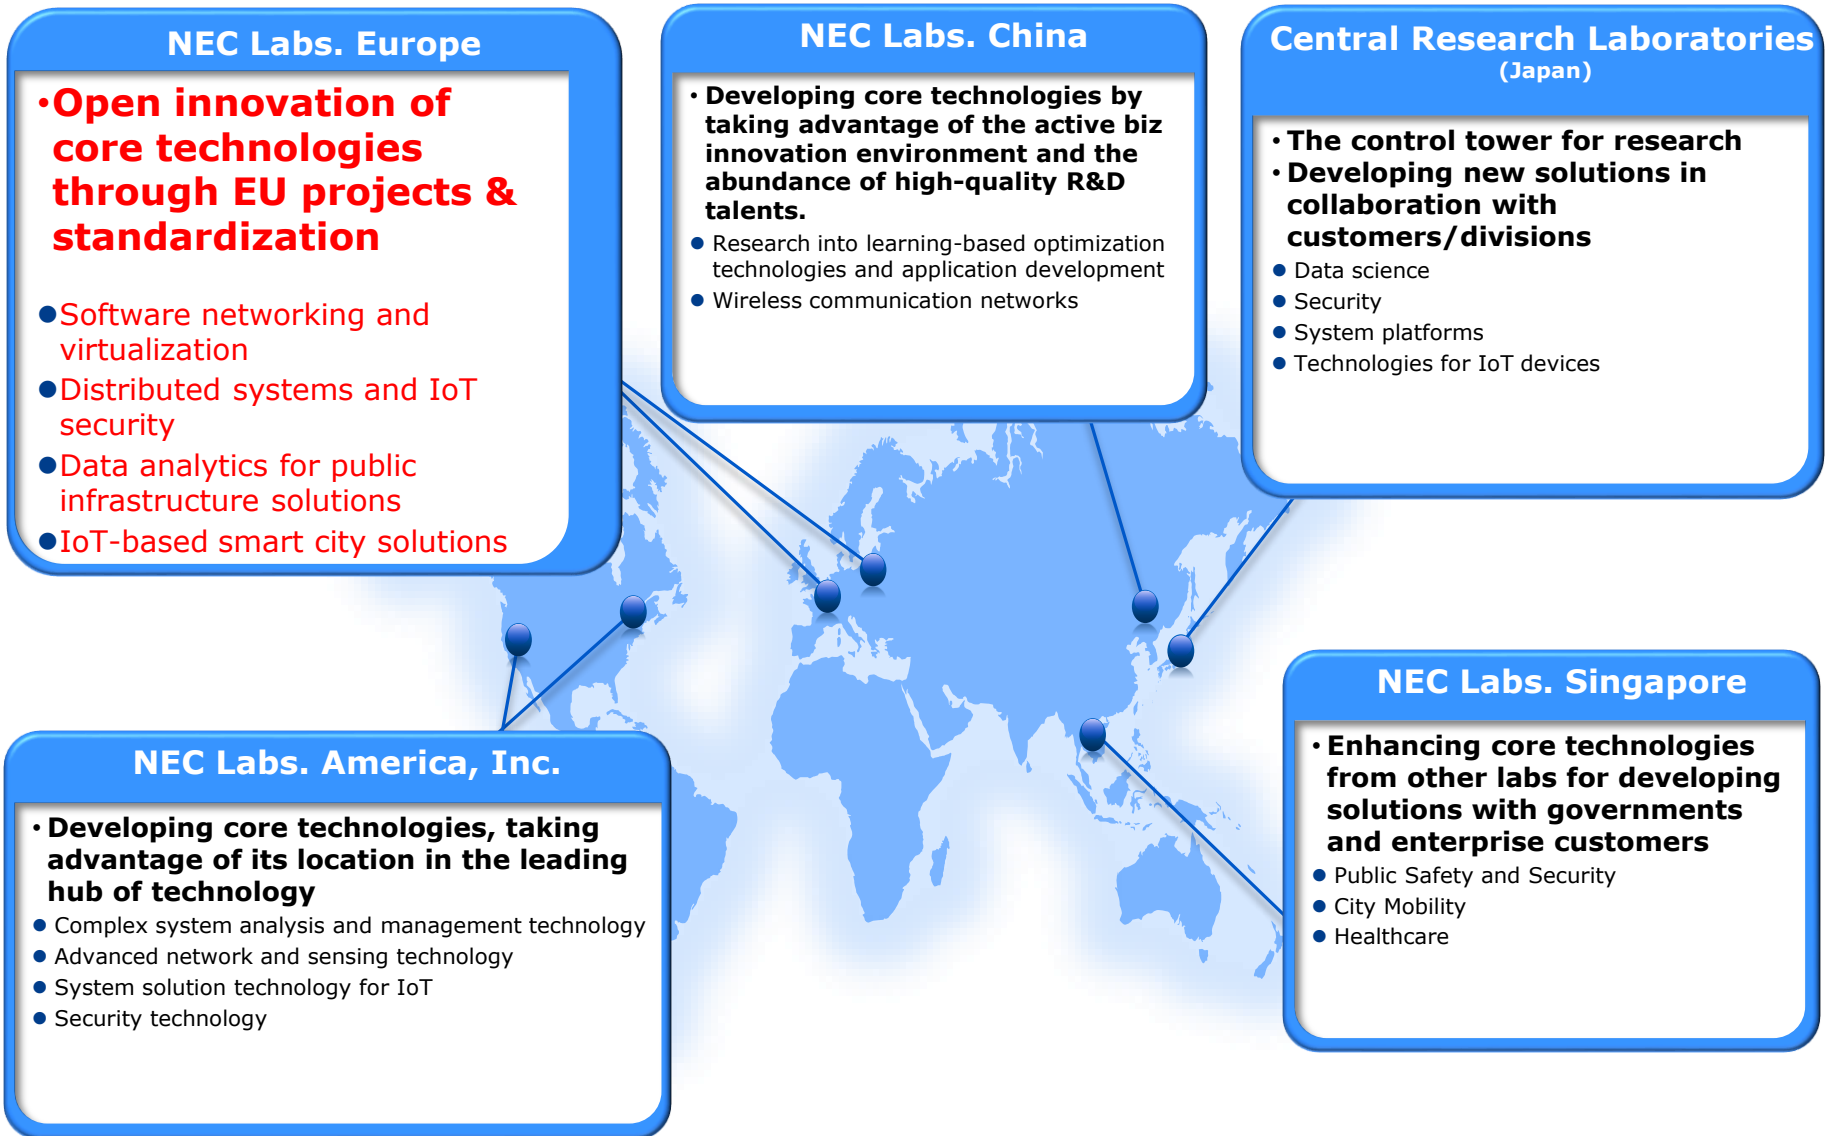 NEC Labs. Europe
•Open innovation of
core technologies
through EU projects &
standardization
●Software networking and
virtualization
●Distributed systems and IoT
security
●Data analytics for public
infrastructure solutions
●IoT-based smart city solutions
NEC Labs. China
• Developing core technologies by
taking advantage of the active biz
innovation environment and the
abundance of high-quality R&D
talents.
● Research into learning-based optimization
technologies and application development
● Wireless communication networks
Central Research Laboratories
(Japan)
• The control tower for research
• Developing new solutions in
collaboration with
customers/divisions
● Data science
● Security
● System platforms
● Technologies for IoT devices
NEC Labs. America, Inc.
• Developing core technologies, taking
advantage of its location in the leading
hub of technology
● Complex system analysis and management technology
● Advanced network and sensing technology
● System solution technology for IoT
● Security technology
NEC Labs. Singapore
• Enhancing core technologies
from other labs for developing
solutions with governments
and enterprise customers
● Public Safety and Security
● City Mobility
● Healthcare